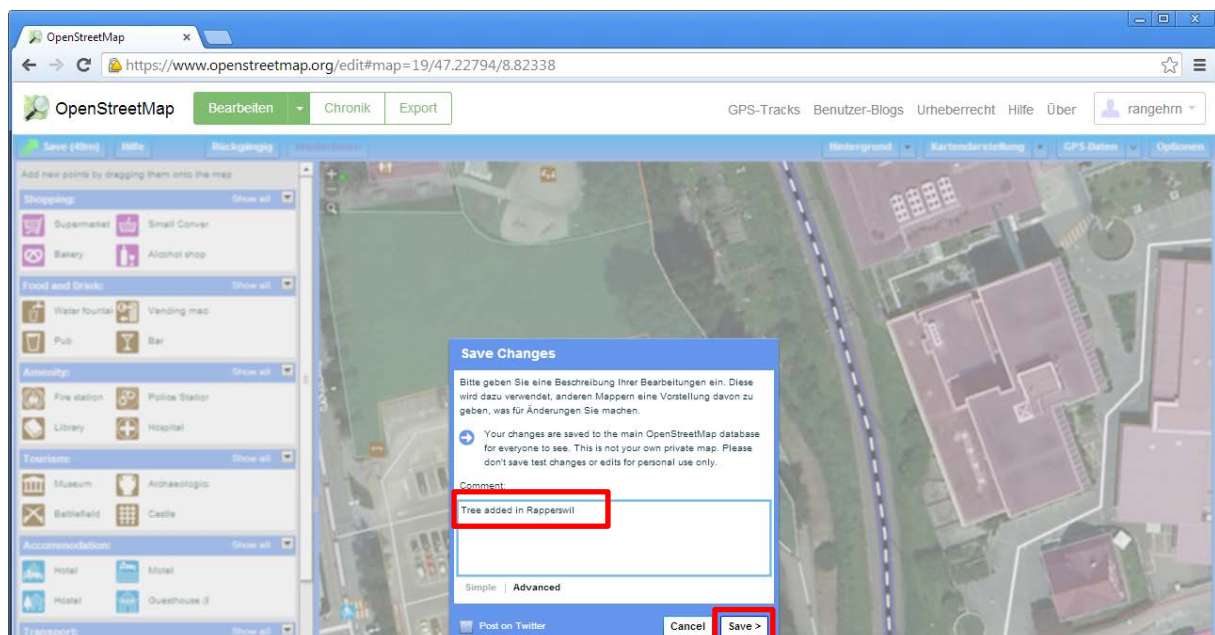 OpenStreetMap
https://www.openstreetmap.org/edit#map=19/47.22794/8.82338
OpenStreetMap Bearbeiten Chronik Export GPS-Tracks Benutzer-Blogs Urheberrecht Hilfe Über rangehrn
Save (49m) Hilfe Rückgängig Hintergrund Kartendarstellung GPS-Daten Optionen
Add new points by dragging them onto the map
Shopping: Show all
Supermarket Small Conver
Bakery Alcohol shop
Food and Drink: Show all
Water fountai Vending mac
Pub Bar
Amenity: Show all
Fire station Police Station
Library Hospital
Tourism: Show all
Museum Archaeologic
Battlefield Castle
Accommodation: Show all
Hotel Motel
Hostel Guesthouse (I
Transport: Show all
Save Changes
Bitte geben Sie eine Beschreibung Ihrer Bearbeitungen ein. Diese
wird dazu verwendet, anderen Mappern eine Vorstellung davon zu
geben, was für Änderungen Sie machen.
Your changes are saved to the main OpenStreetMap database
for everyone to see. This is not your own private map. Please
don't save test changes or edits for personal use only.
Comment:
Tree added in Rapperswil
Simple | Advanced
Post on Twitter Cancel Save >